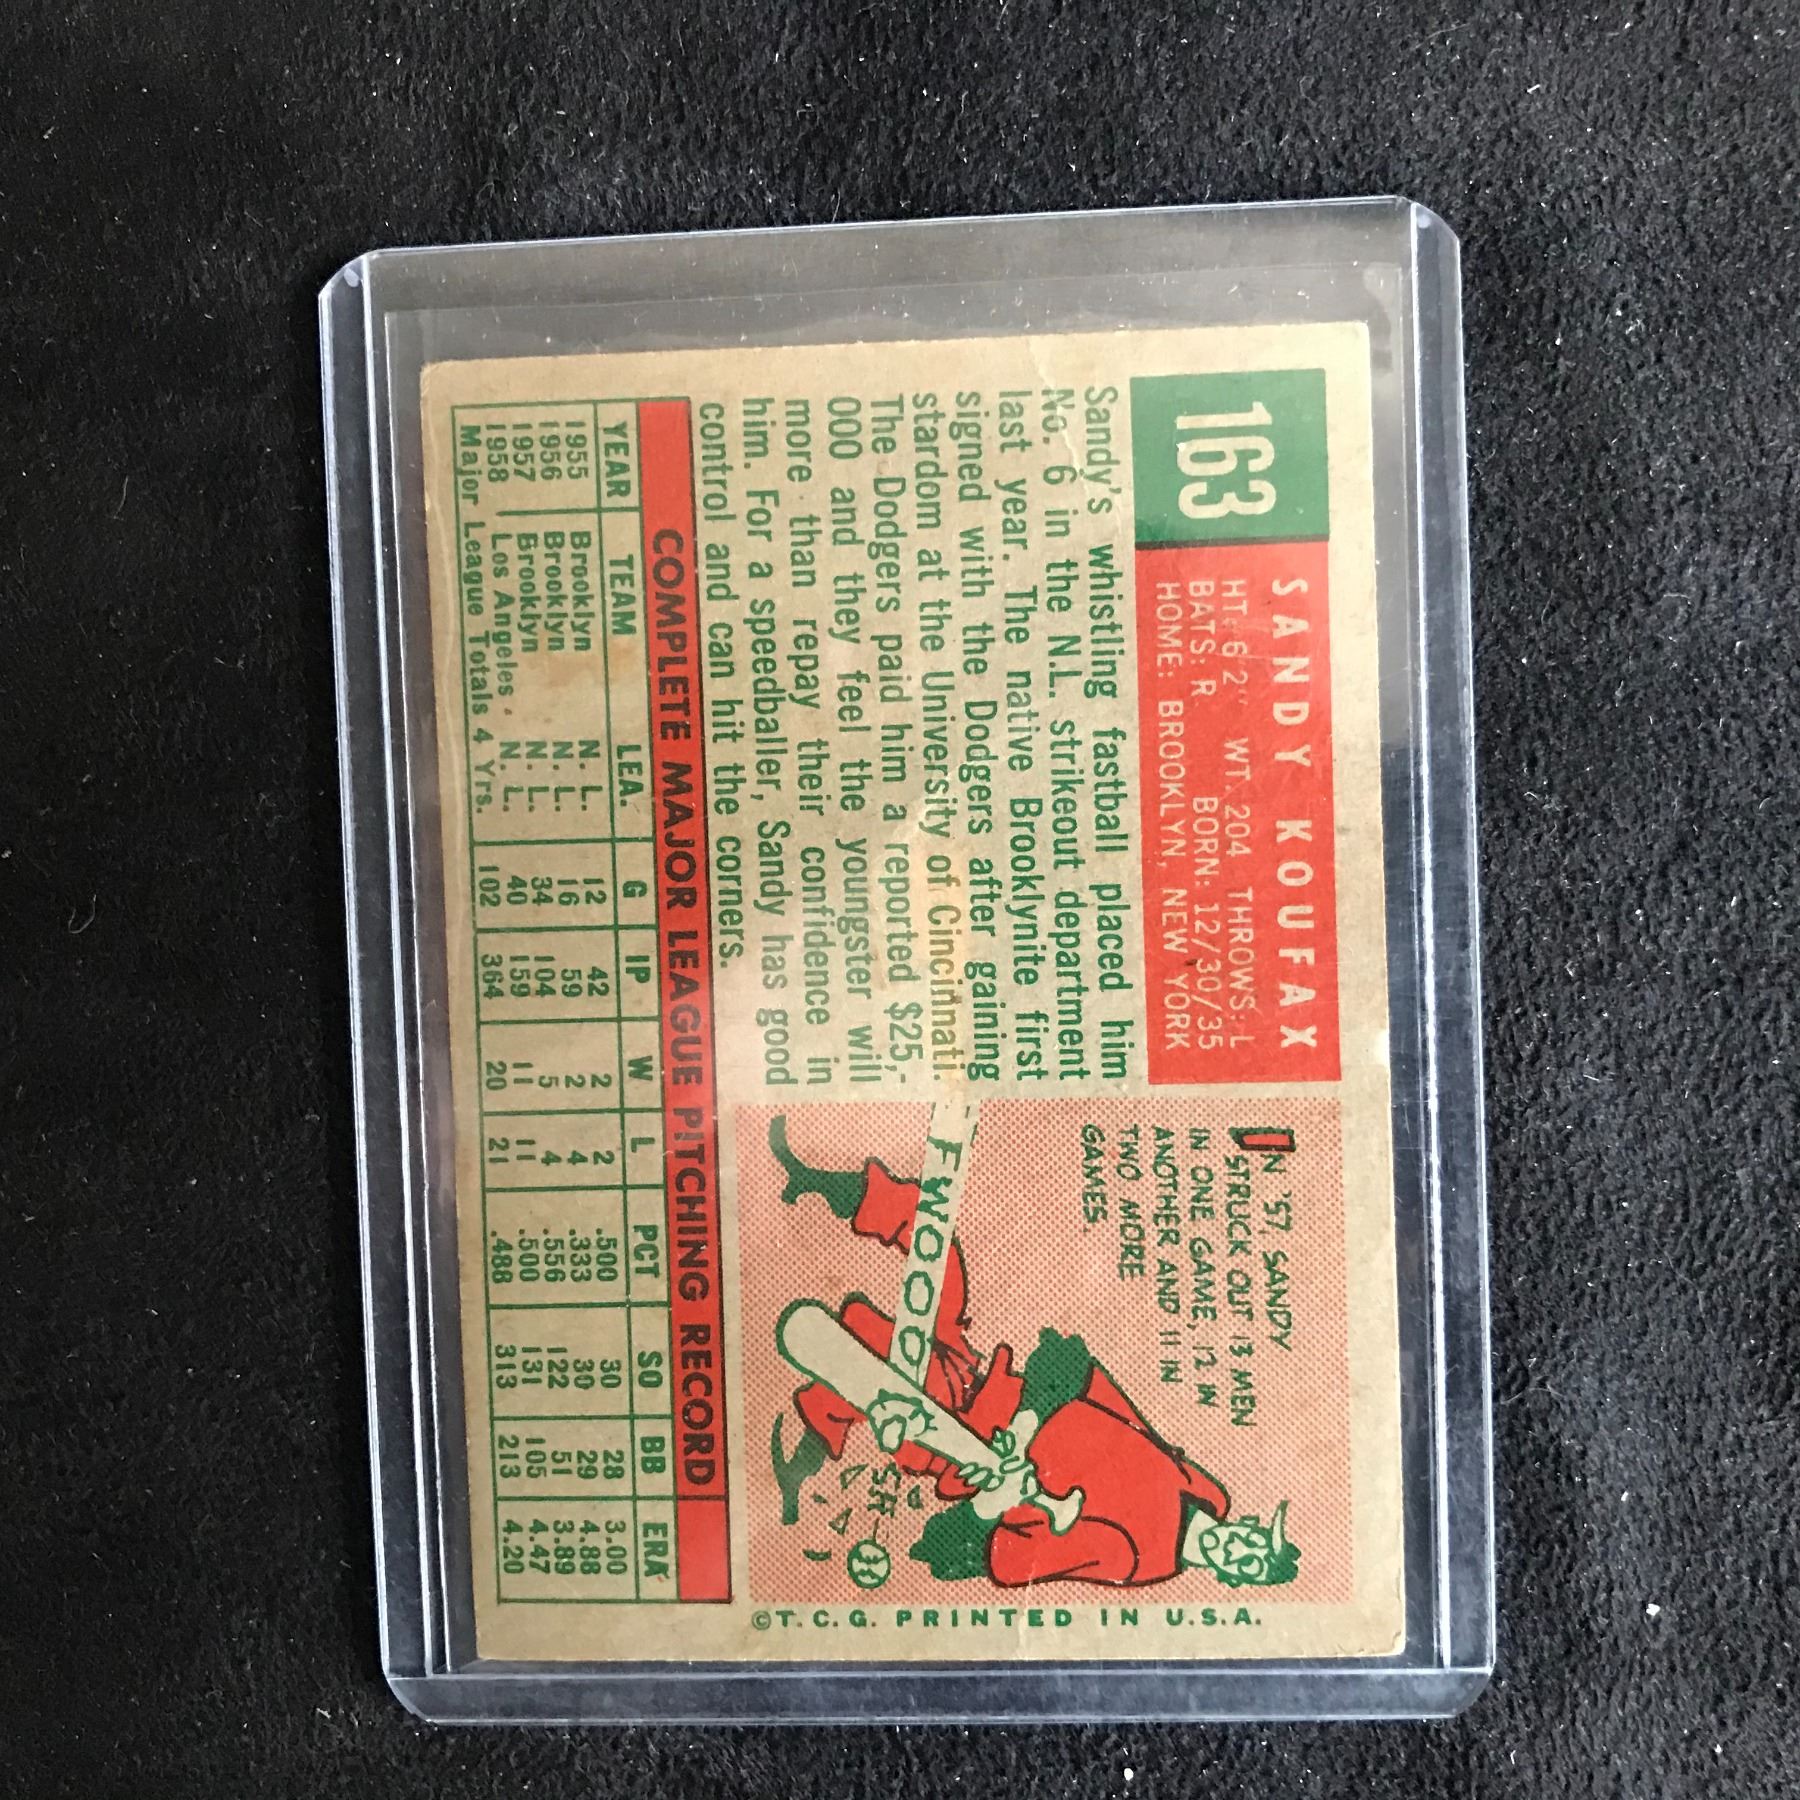 163
SANDY KOUFAX
HT: 6'2" WT. 204 THROWS: L
BATS: R BORN: 12/30/35
HOME: BROOKLYN, NEW YORK
Sandy's whistling fastball placed him
No. 6 in the N.L. strikeout department
last year. The native Brooklynite first
signed with the Dodgers after gaining
stardom at the University of Cincinnati.
The Dodgers paid him a reported $25,-
000 and they feel the youngster will
more than repay their confidence in
him. For a speedballer, Sandy has good
control and can hit the corners.
IN '57, SANDY
STRUCK OUT 13 MEN
IN ONE GAME, 12 IN
ANOTHER AND 11 IN
TWO MORE
GAMES.
FWOOOO
SFT
COMPLETE MAJOR LEAGUE PITCHING RECORD
YEAR TEAM LEA. G IP W L PCT SO BB ERA
1955 Brooklyn N. L. 12 42 2 2 .500 30 28 3.00
1956 Brooklyn N. L. 16 59 2 4 .333 30 29 4.88
1957 Brooklyn N. L. 34 104 5 4 .556 122 51 3.89
1958 Los Angeles N. L. 40 159 11 11 .500 131 105 4.47
Major League Totals 4 Yrs. 102 364 20 21 .488 313 213 4.20
©T.C.G. PRINTED IN U.S.A.